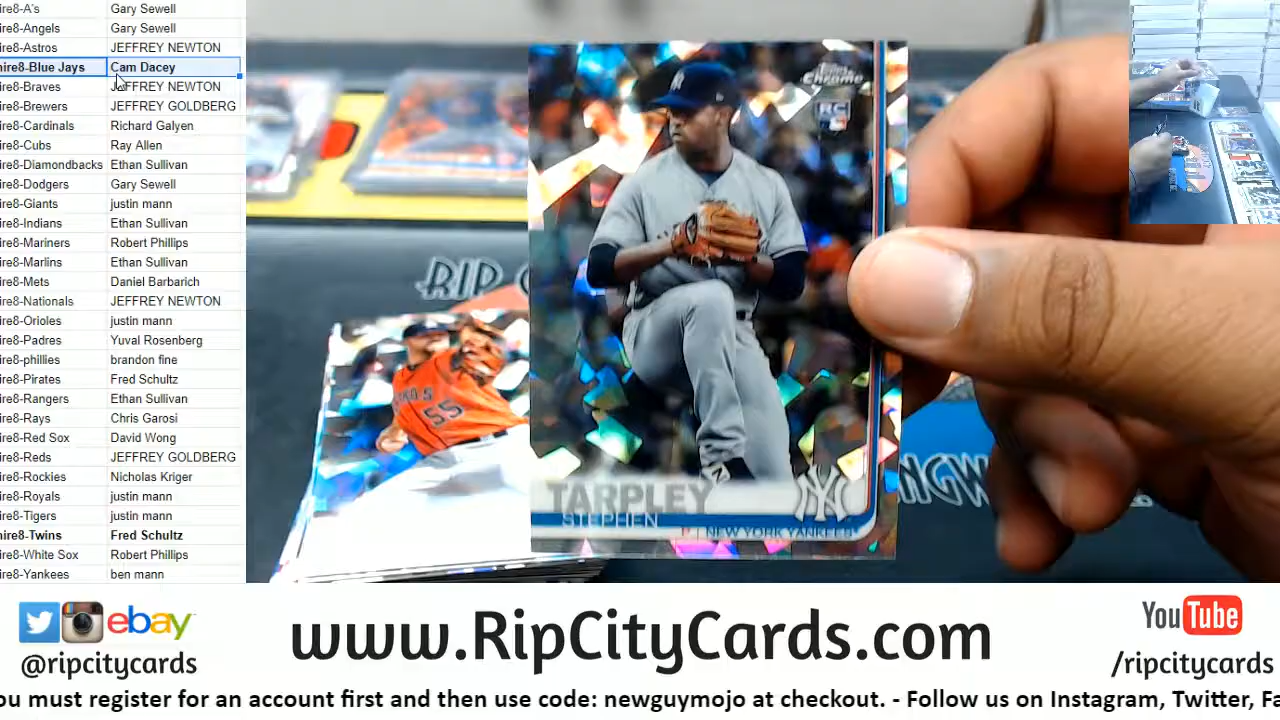 ire8-A's Gary Sewell
ire8-Angels Gary Sewell
ire8-Astros JEFFREY NEWTON
ire8-Blue Jays Cam Dacey
ire8-Braves JEFFREY NEWTON
ire8-Brewers JEFFREY GOLDBERG
ire8-Cardinals Richard Galyen
ire8-Cubs Ray Allen
ire8-Diamondbacks Ethan Sullivan
ire8-Dodgers Gary Sewell
ire8-Giants justin mann
ire8-Indians Ethan Sullivan
ire8-Mariners Robert Phillips
ire8-Marlins Ethan Sullivan
ire8-Mets Daniel Barbarich
ire8-Nationals JEFFREY NEWTON
ire8-Orioles justin mann
ire8-Padres Yuval Rosenberg
ire8-phillies brandon fine
ire8-Pirates Fred Schultz
ire8-Rangers Ethan Sullivan
ire8-Rays Chris Garosi
ire8-Red Sox David Wong
ire8-Reds JEFFREY GOLDBERG
ire8-Rockies Nicholas Kriger
ire8-Royals justin mann
ire8-Tigers justin mann
ire8-Twins Fred Schultz
ire8-White Sox Robert Phillips
ire8-Yankees ben mann
Topps Chrome
RC
RIP
55
TARPLEY
STEPHEN
NY
P | NEW YORK YANKEES
ebay
@ripcitycards
www.RipCityCards.com
YouTube
/ripcitycards
ou must register for an account first and then use code: newguymojo at checkout. - Follow us on Instagram, Twitter, Fa